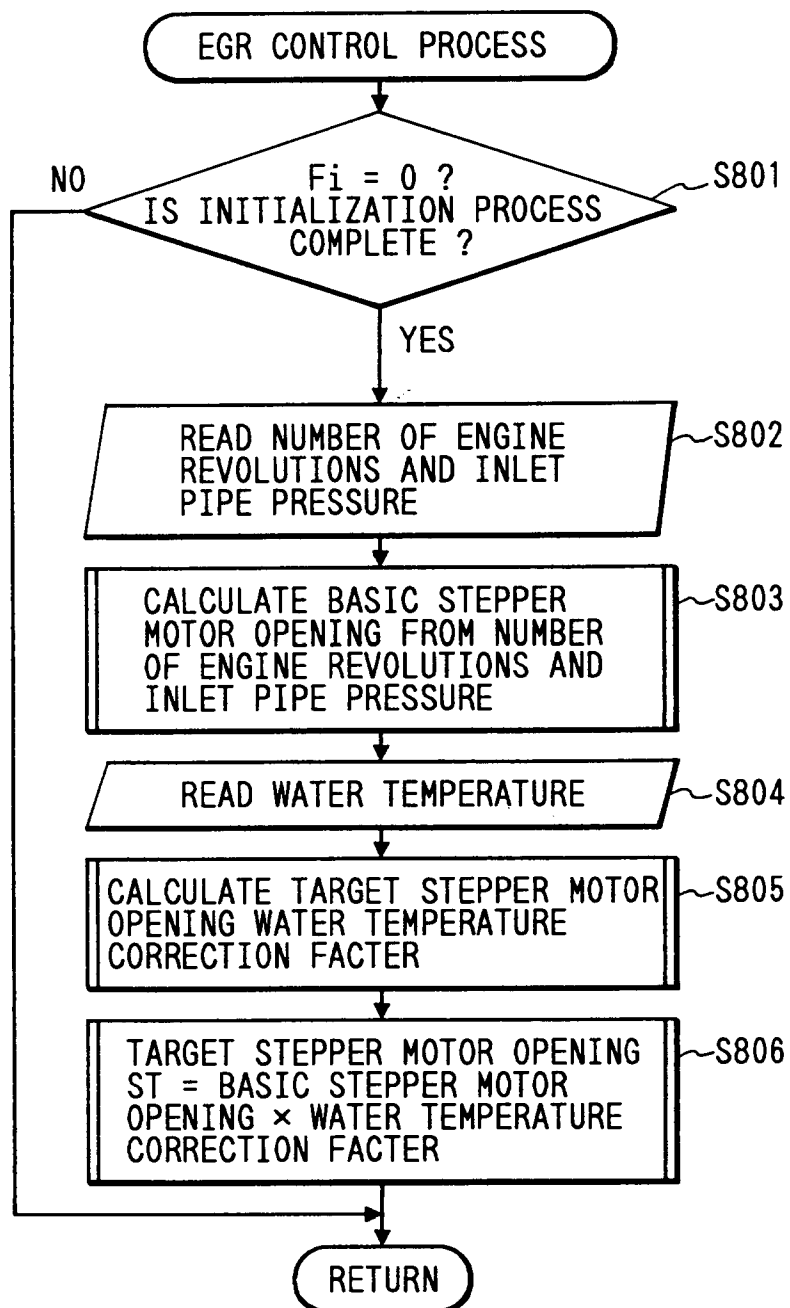 EGR CONTROL PROCESS
Fi = 0 ?
IS INITIALIZATION PROCESS
COMPLETE ?
S801
NO
YES
READ NUMBER OF ENGINE
REVOLUTIONS AND INLET
PIPE PRESSURE
S802
CALCULATE BASIC STEPPER
MOTOR OPENING FROM NUMBER
OF ENGINE REVOLUTIONS AND
INLET PIPE PRESSURE
S803
READ WATER TEMPERATURE
S804
CALCULATE TARGET STEPPER MOTOR
OPENING WATER TEMPERATURE
CORRECTION FACTER
S805
TARGET STEPPER MOTOR OPENING
ST = BASIC STEPPER MOTOR
OPENING × WATER TEMPERATURE
CORRECTION FACTER
S806
RETURN